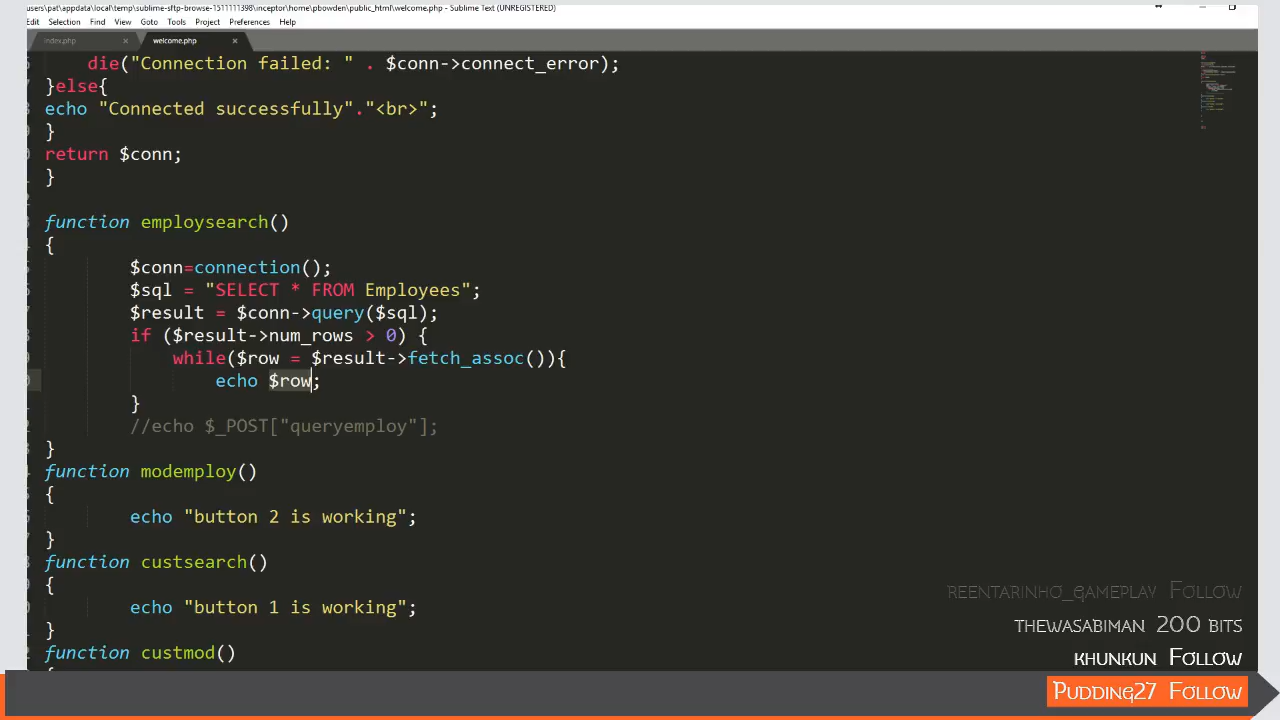 users\pat\appdata\local\temp\sublime-sftp-browse-1511111398\inceptor\home\pbowden\public_html\welcome.php - Sublime Text (UNREGISTERED)
Edit Selection Find View Goto Tools Project Preferences Help
index.php × welcome.php ×
die("Connection failed: " . $conn->connect_error);
}else{
echo "Connected successfully"."<br>";
}
return $conn;
}
function employsearch()
{
$conn=connection();
$sql = "SELECT * FROM Employees";
$result = $conn->query($sql);
if ($result->num_rows > 0) {
while($row = $result->fetch_assoc()){
echo $row;
}
//echo $_POST["queryemploy"];
}
function modemploy()
{
echo "button 2 is working";
}
function custsearch()
{
echo "button 1 is working";
}
function custmod()
REENTARINHO_GAMEPLAY Follow
THEWASABIMAN 200 BITS
KHUNKUN Follow
Pudding27 Follow